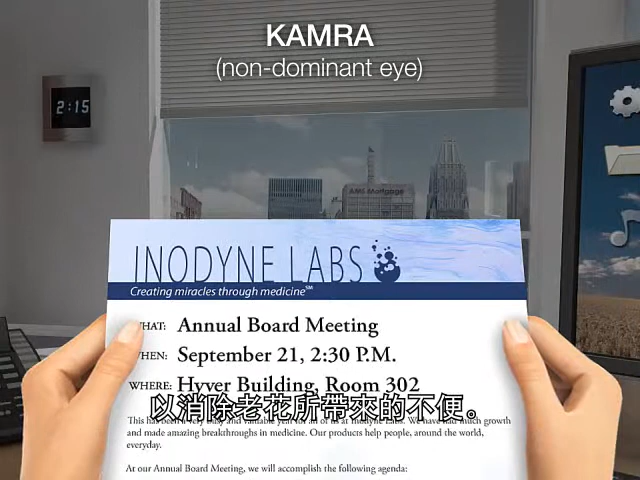 KAMRA
(non-dominant eye)
2:15
AMS Mortgage
INODYNE LABS
Creating miracles through medicine℠
WHAT: Annual Board Meeting
WHEN: September 21, 2:30 P.M.
WHERE: Hyver Building, Room 302
以消除老花所帶來的不便。
This has been a very busy and valuable year for all of us at Inodyne Labs. We have had much growth
and made amazing breakthroughs in medicine. Our products help people, around the world,
everyday.
At our Annual Board Meeting, we will accomplish the following agenda: